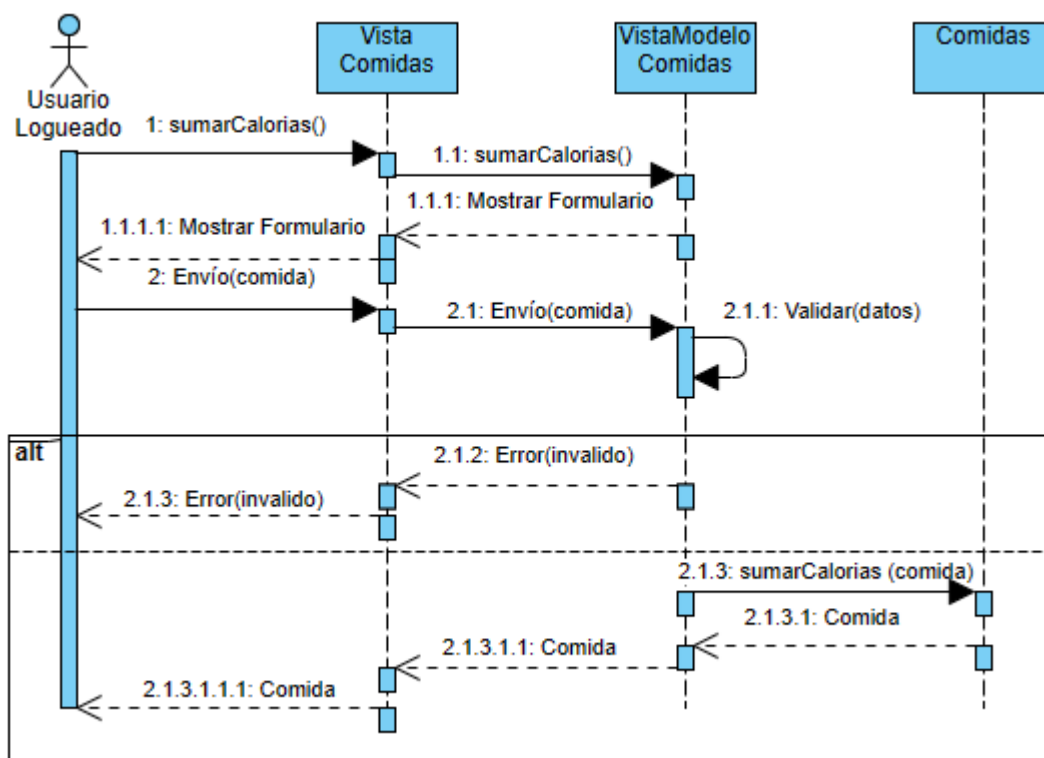 Usuario
Logueado
Vista
Comidas
VistaModelo
Comidas
Comidas
1: sumarCalorias()
1.1: sumarCalorias()
1.1.1: Mostrar Formulario
1.1.1.1: Mostrar Formulario
2: Envío(comida)
2.1: Envío(comida)
2.1.1: Validar(datos)
alt
2.1.2: Error(invalido)
2.1.3: Error(invalido)
2.1.3: sumarCalorias (comida)
2.1.3.1: Comida
2.1.3.1.1: Comida
2.1.3.1.1.1: Comida